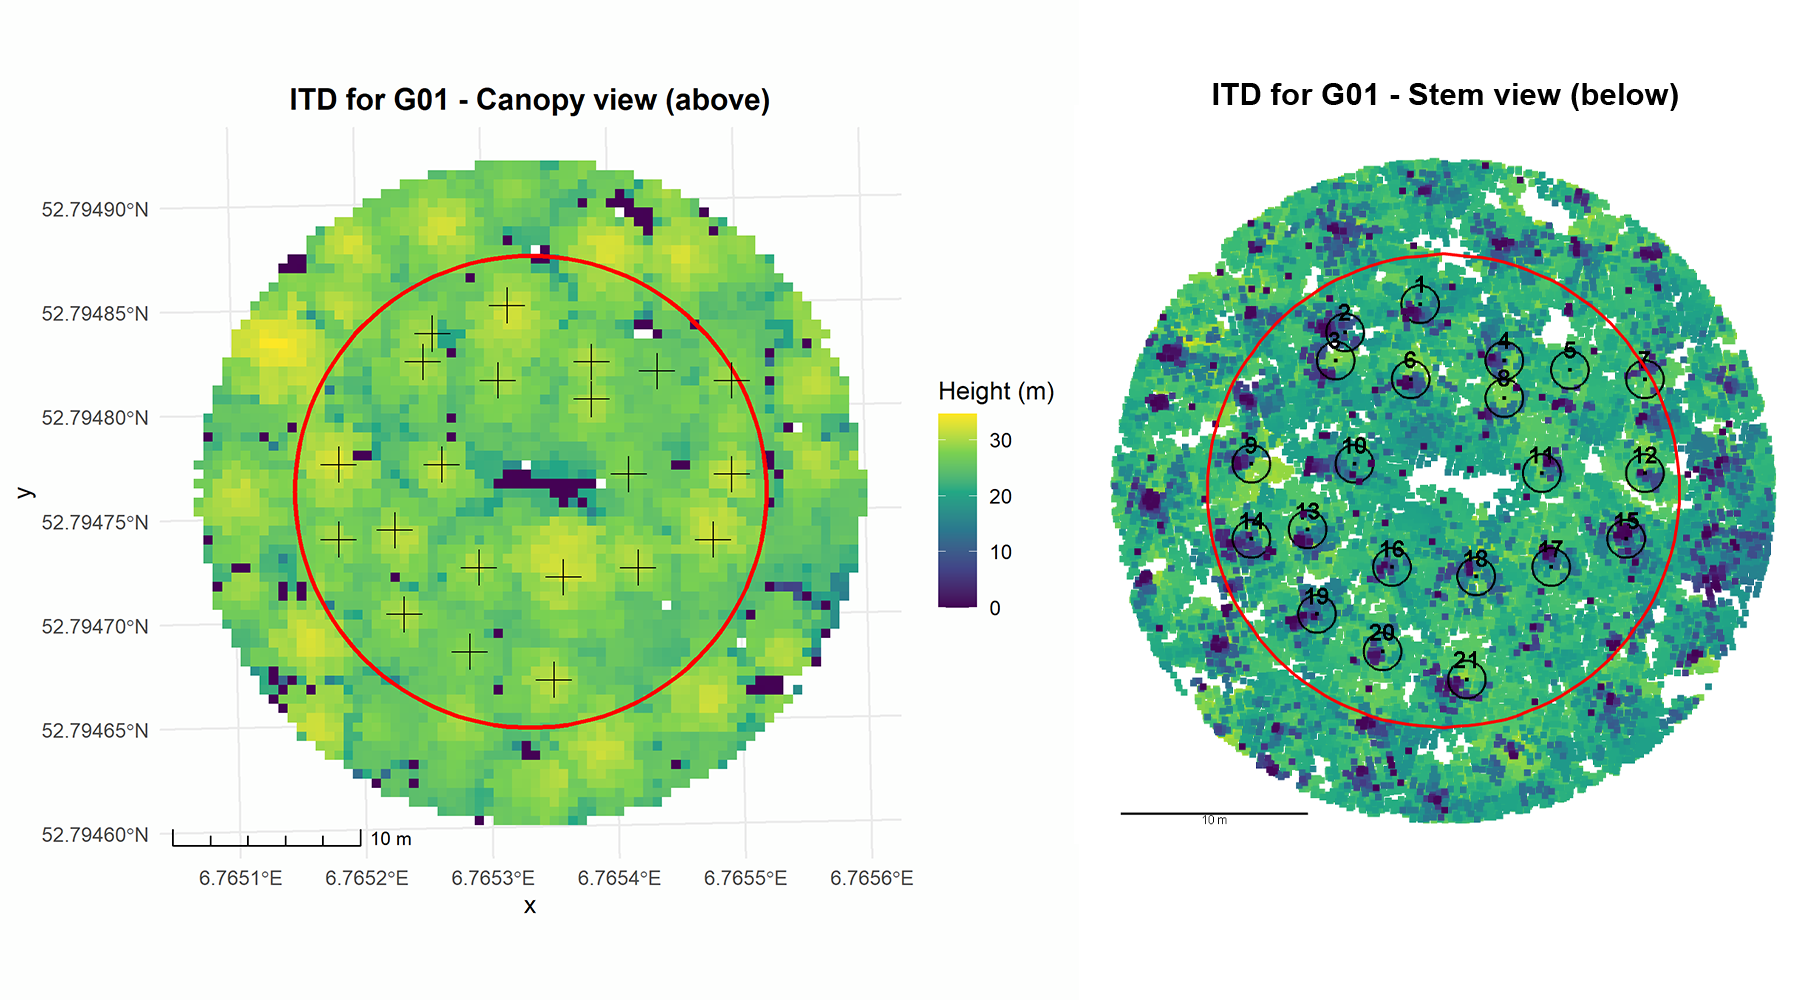 ITD for G01 - Canopy view (above)
52.79490°N
52.79485°N
52.79480°N
52.79475°N
52.79470°N
52.79465°N
52.79460°N
y
10 m
6.7651°E 6.7652°E 6.7653°E 6.7654°E 6.7655°E 6.7656°E
x
Height (m)
30
20
10
0
ITD for G01 - Stem view (below)
1
2
3
4
5
6
7
8
9
10
11
12
13
14
15
16
17
18
19
20
21
10 m